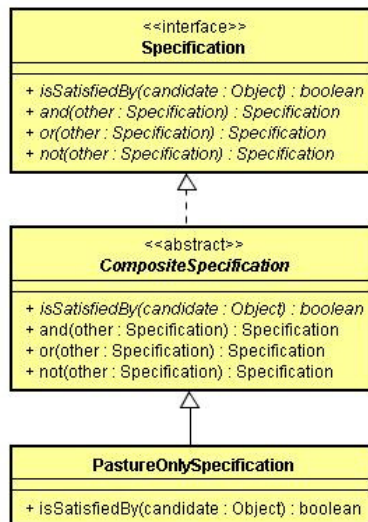 <<interface>>
Specification
+ isSatisfiedBy(candidate : Object) : boolean
+ and(other : Specification) : Specification
+ or(other : Specification) : Specification
+ not(other : Specification) : Specification
<<abstract>>
CompositeSpecification
+ isSatisfiedBy(candidate : Object) : boolean
+ and(other : Specification) : Specification
+ or(other : Specification) : Specification
+ not(other : Specification) : Specification
PastureOnlySpecification
+ isSatisfiedBy(candidate : Object) : boolean